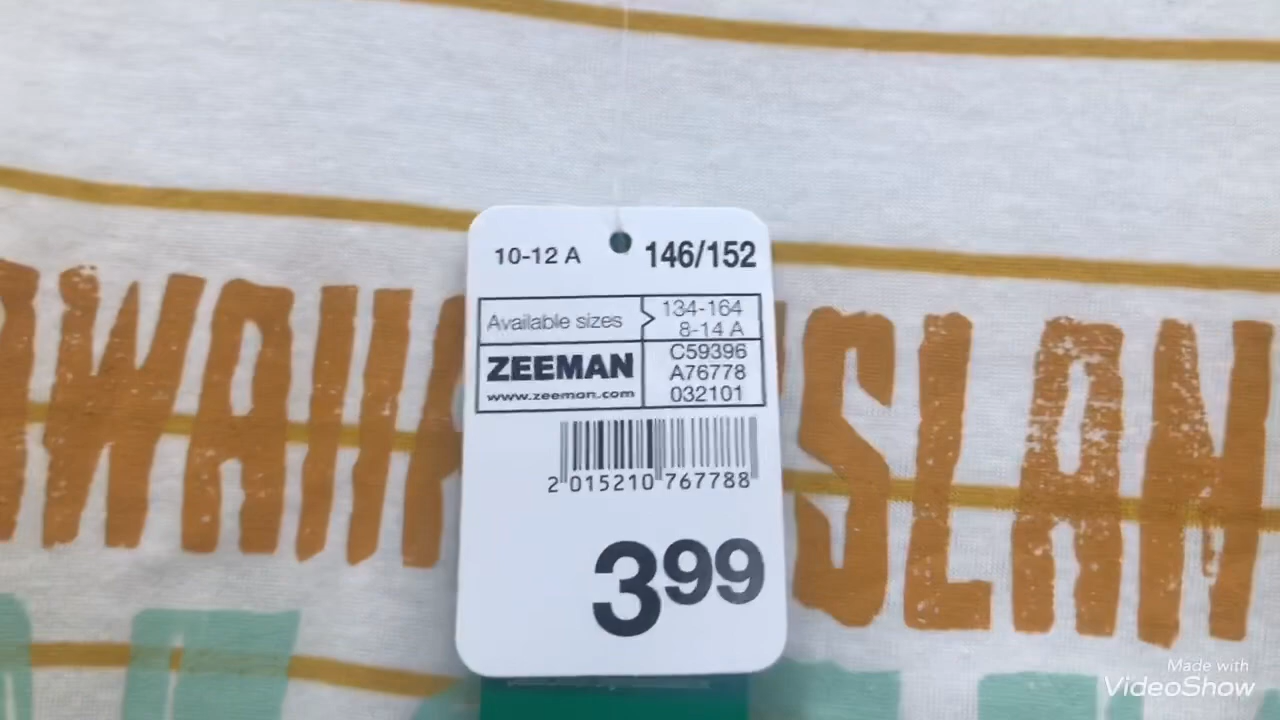 10-12 A 146/152
Available sizes 134-164
8-14 A
ZEEMAN C59396
www.zeeman.com A76778
032101
2 015210 767788
399
Made with
VideoShow